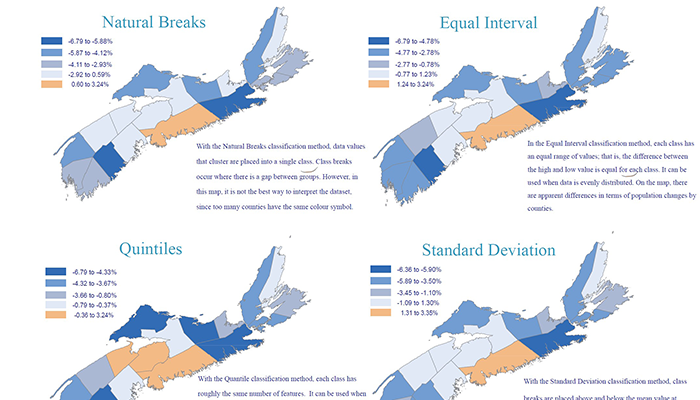 Natural Breaks
-6.79 to -5.88%
-5.87 to -4.12%
-4.11 to -2.93%
-2.92 to 0.59%
0.60 to 3.24%
With the Natural Breaks classification method, data values
that cluster are placed into a single class. Class breaks
occur where there is a gap between groups. However, in
this map, it is not the best way to interpret the dataset,
since too many counties have the same colour symbol.
Equal Interval
-6.79 to -4.78%
-4.77 to -2.78%
-2.77 to -0.78%
-0.77 to 1.23%
1.24 to 3.24%
In the Equal Interval classification method, each class has
an equal range of values; that is, the difference between
the high and low value is equal for each class. It can be
used when data is evenly distributed. On the map, there
are apparent differences in terms of population changes by
counties.
Quintiles
-6.79 to -4.33%
-4.32 to -3.67%
-3.66 to -0.80%
-0.79 to -0.37%
-0.36 to 3.24%
With the Quantile classification method, each class has
roughly the same number of features. It can be used when
Standard Deviation
-6.36 to -5.90%
-5.89 to -3.50%
-3.45 to -1.10%
-1.09 to 1.30%
1.31 to 3.35%
With the Standard Deviation classification method, class
breaks are placed above and below the mean value at